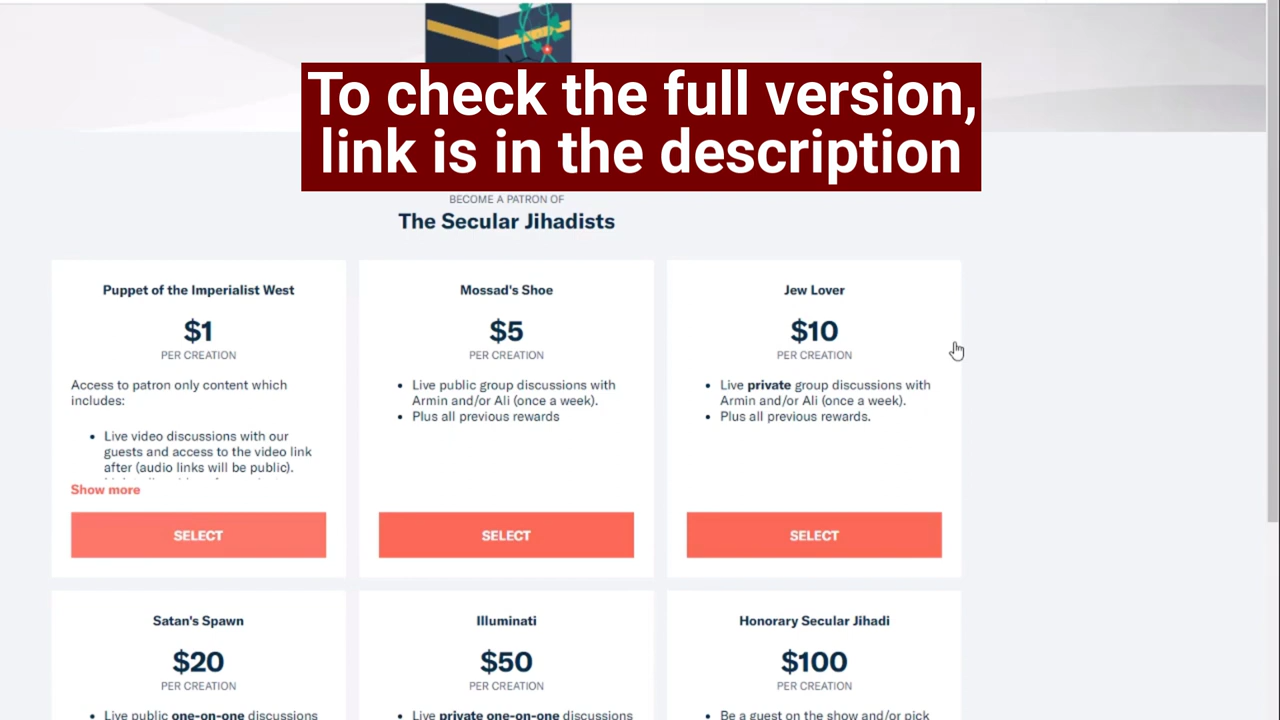 To check the full version,
link is in the description
BECOME A PATRON OF
The Secular Jihadists
Puppet of the Imperialist West
$1
PER CREATION
Access to patron only content which
includes:
• Live video discussions with our
guests and access to the video link
after (audio links will be public).
Show more
SELECT
Mossad's Shoe
$5
PER CREATION
• Live public group discussions with
Armin and/or Ali (once a week).
• Plus all previous rewards
SELECT
Jew Lover
$10
PER CREATION
• Live private group discussions with
Armin and/or Ali (once a week).
• Plus all previous rewards.
SELECT
Satan's Spawn
$20
PER CREATION
• Live public one-on-one discussions
Illuminati
$50
PER CREATION
• Live private one-on-one discussions
Honorary Secular Jihadi
$100
PER CREATION
• Be a guest on the show and/or pick